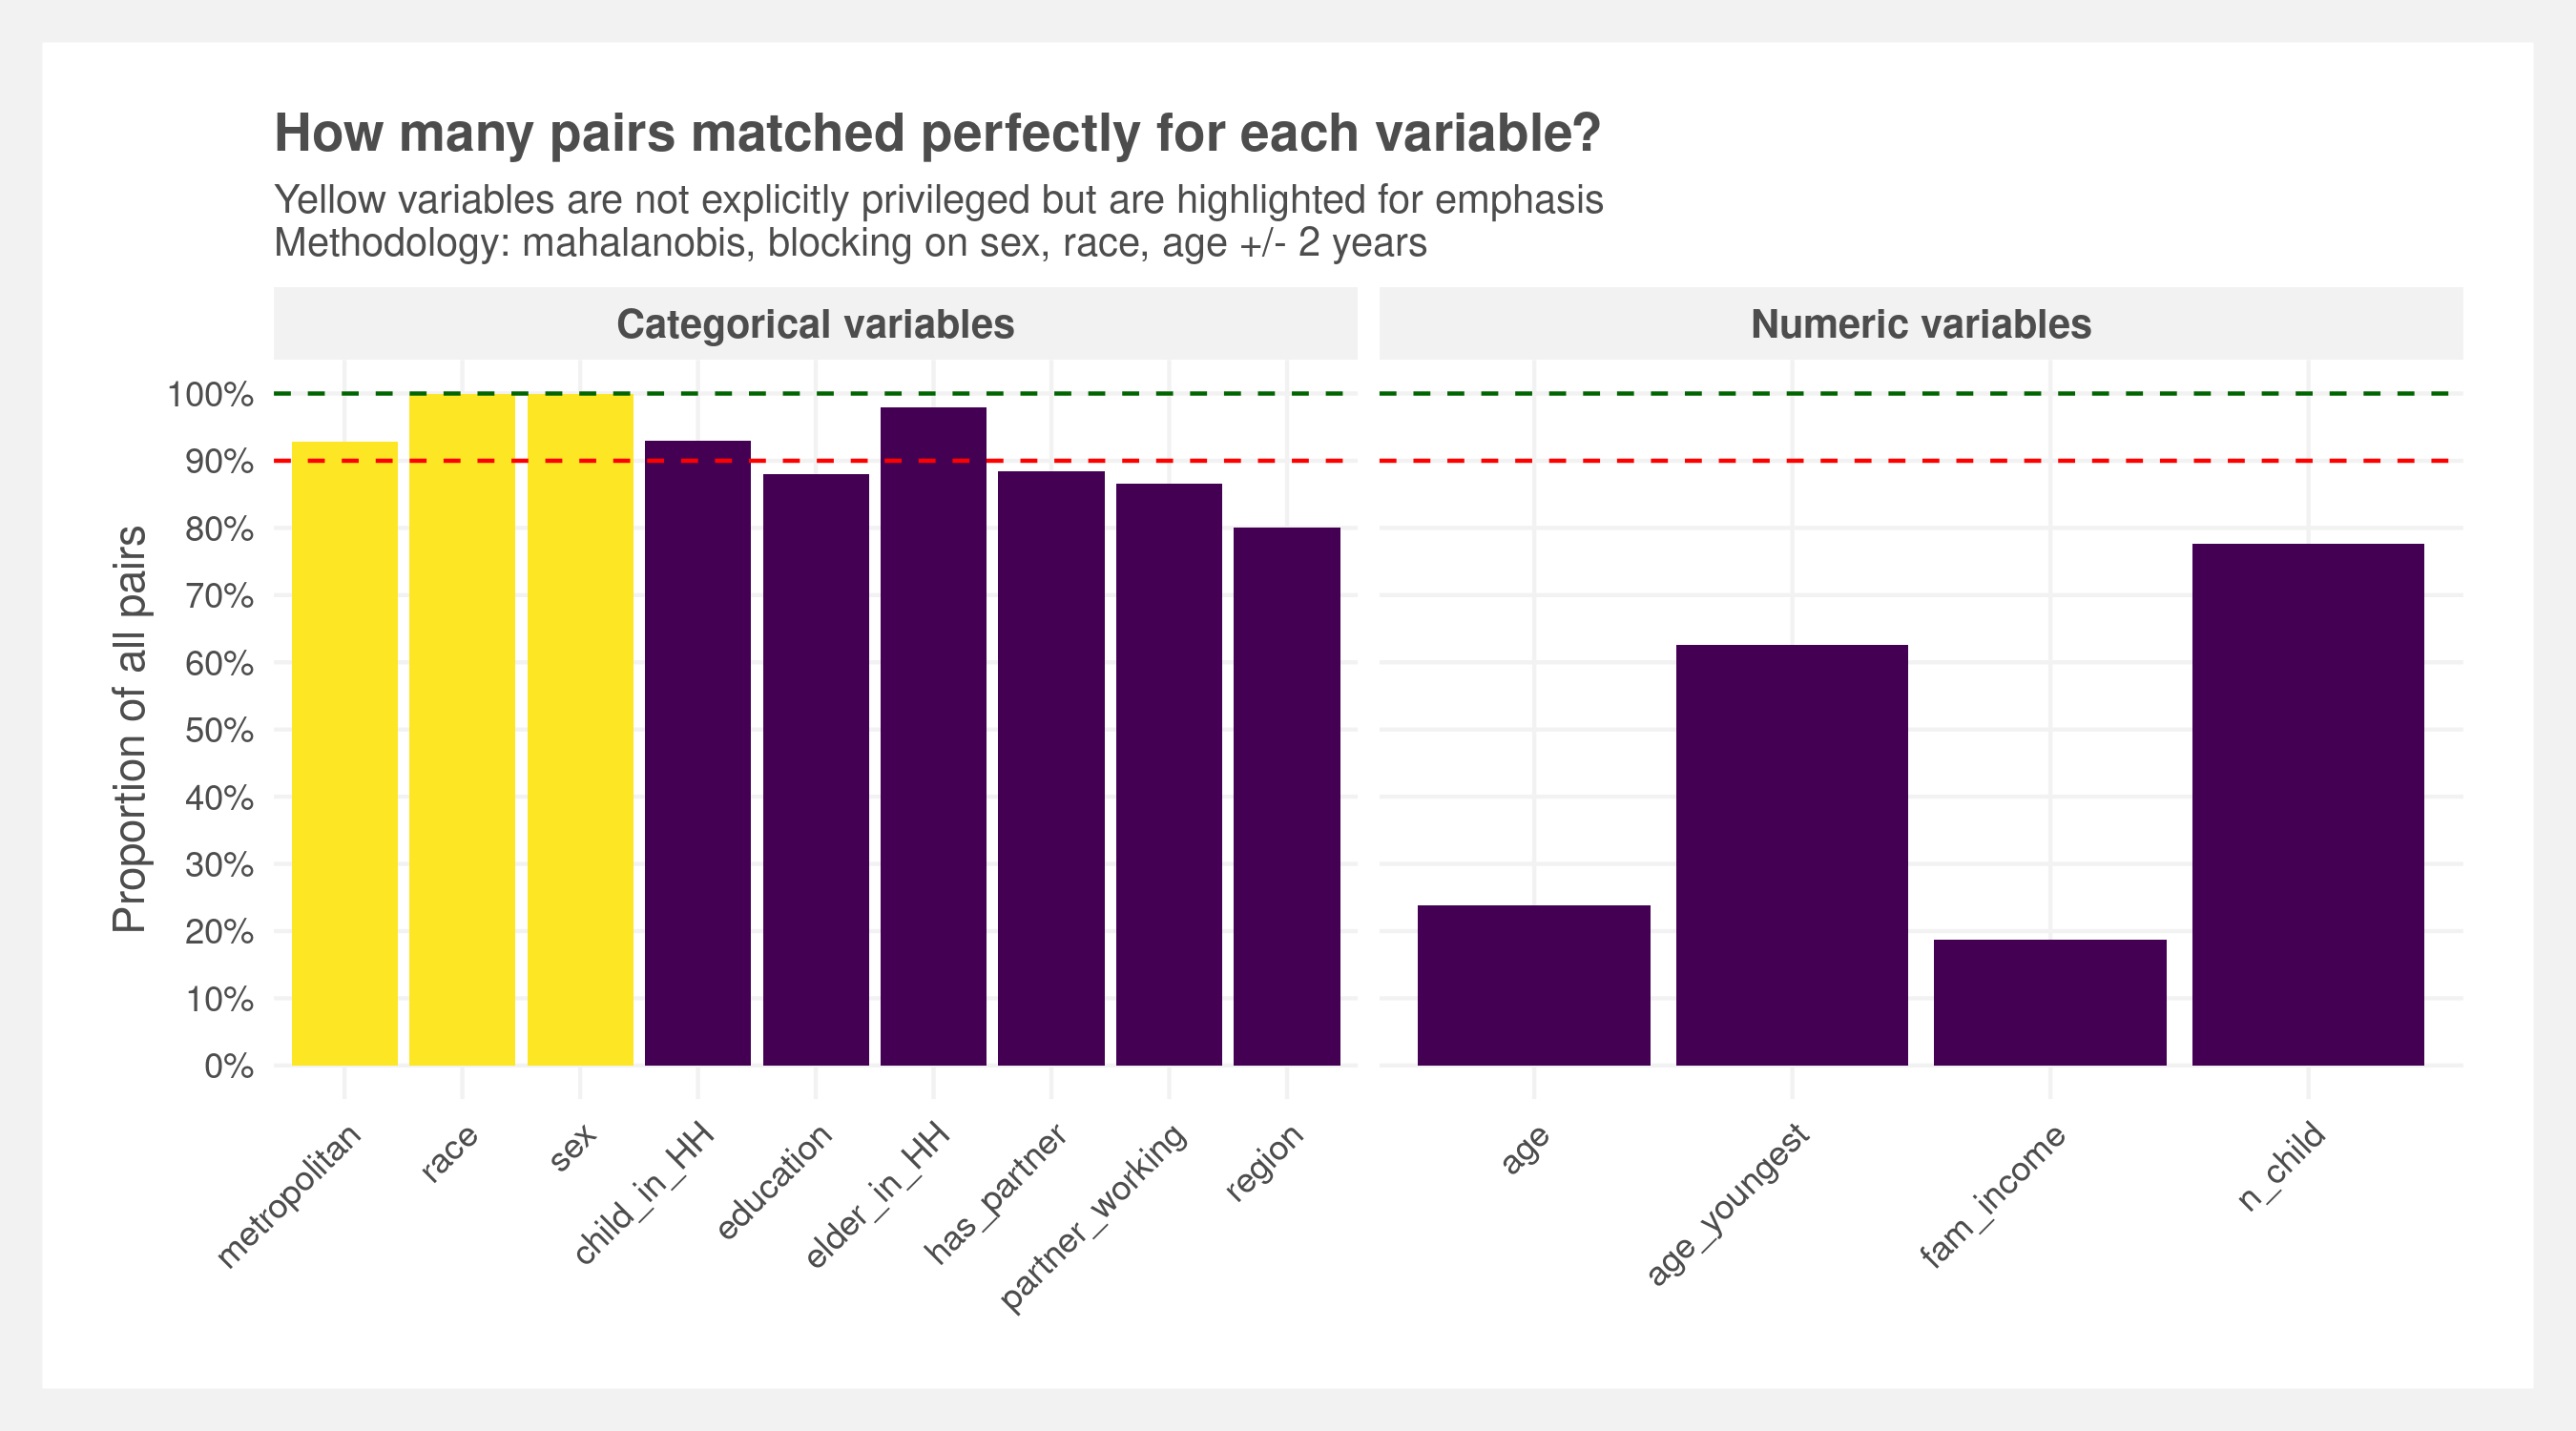 How many pairs matched perfectly for each variable?
Yellow variables are not explicitly privileged but are highlighted for emphasis
Methodology: mahalanobis, blocking on sex, race, age +/- 2 years
Categorical variables
Numeric variables
Proportion of all pairs
100%
90%
80%
70%
60%
50%
40%
30%
20%
10%
0%
metropolitan
race
sex
child_in_HH
education
elder_in_HH
has_partner
partner_working
region
age
age_youngest
fam_income
n_child